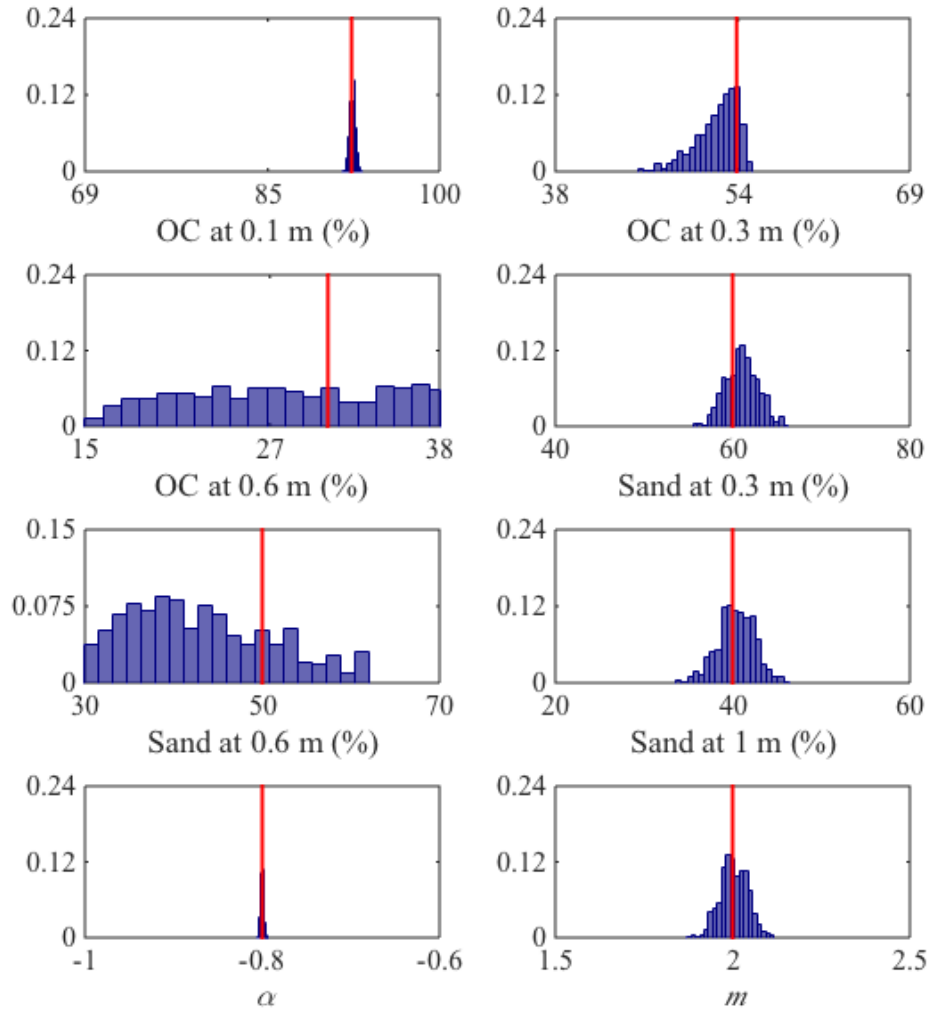 0.24 0.24
0.12 0.12
0 0
69 85 100 38 54 69
OC at 0.1 m (%) OC at 0.3 m (%)
0.24 0.24
0.12 0.12
0 0
15 27 38 40 60 80
OC at 0.6 m (%) Sand at 0.3 m (%)
0.15 0.24
0.075 0.12
0 0
30 50 70 20 40 60
Sand at 0.6 m (%) Sand at 1 m (%)
0.24 0.24
0.12 0.12
0 0
-1 -0.8 -0.6 1.5 2 2.5
α m